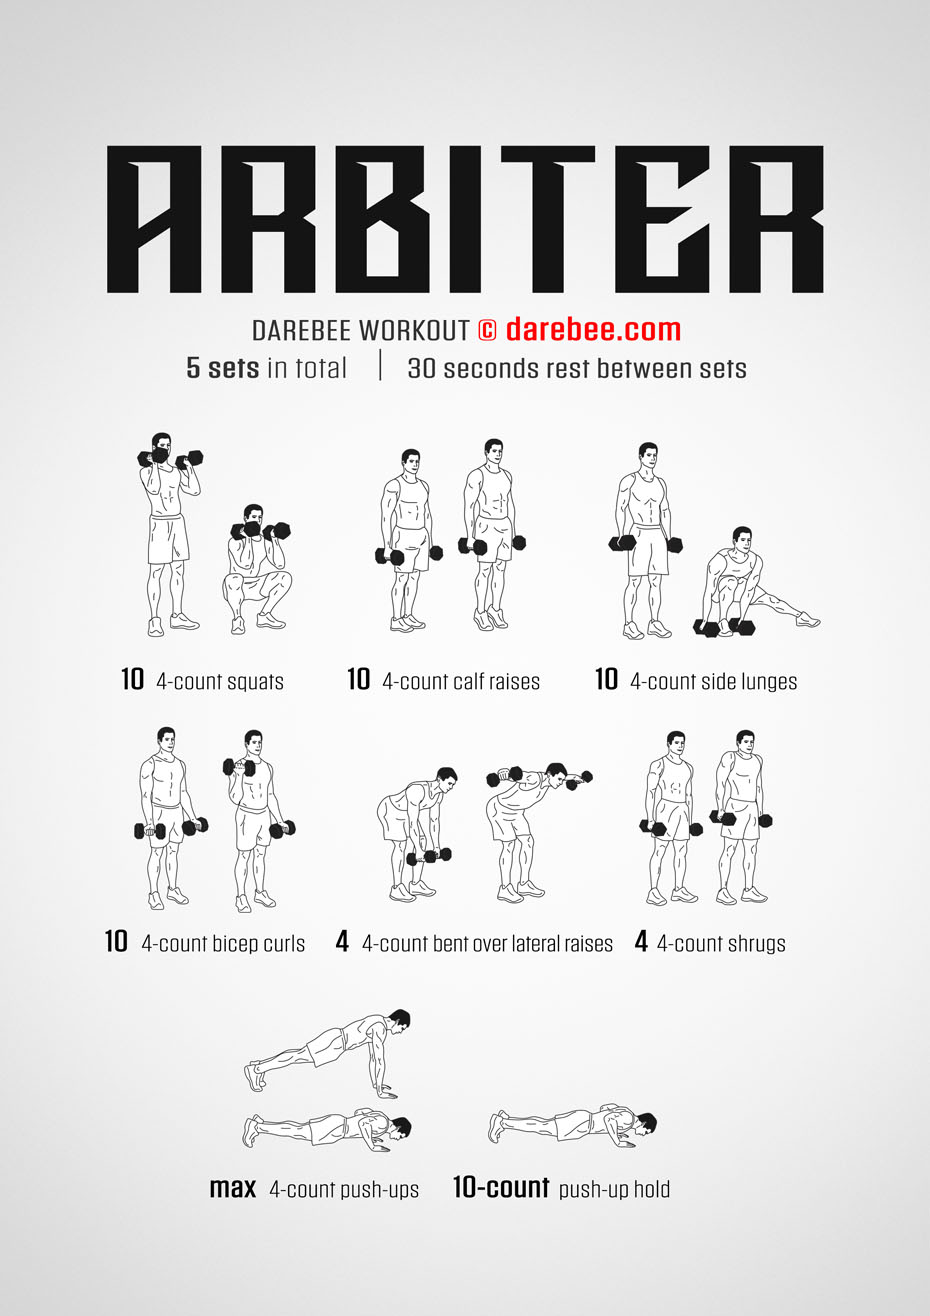 ARBITER
DAREBEE WORKOUT © darebee.com
5 sets in total | 30 seconds rest between sets
10 4-count squats
10 4-count calf raises
10 4-count side lunges
10 4-count bicep curls
4 4-count bent over lateral raises
4 4-count shrugs
max 4-count push-ups
10-count push-up hold